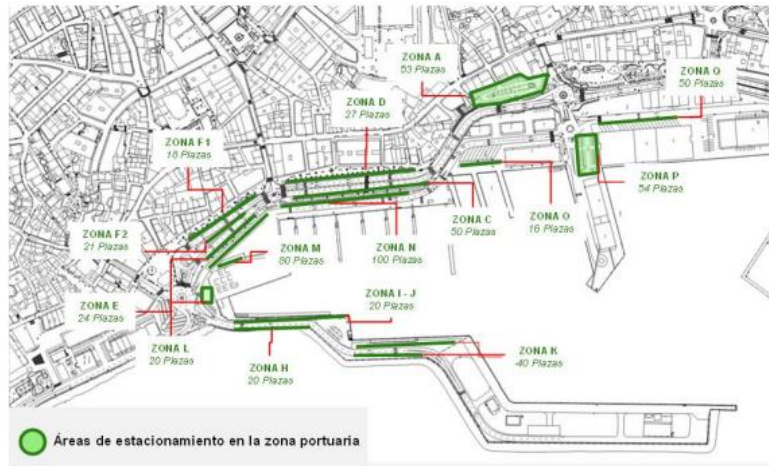 ZONA A
53 Plazas
ZONA O
50 Plazas
ZONA D
27 Plazas
ZONA F1
16 Plazas
ZONA P
54 Plazas
ZONA F2
21 Plazas
ZONA M
80 Plazas
ZONA N
100 Plazas
ZONA C
50 Plazas
ZONA O
16 Plazas
ZONA E
24 Plazas
ZONA I - J
20 Plazas
ZONA L
20 Plazas
ZONA H
20 Plazas
ZONA K
-40 Plazas
Áreas de estacionamiento en la zona portuaria